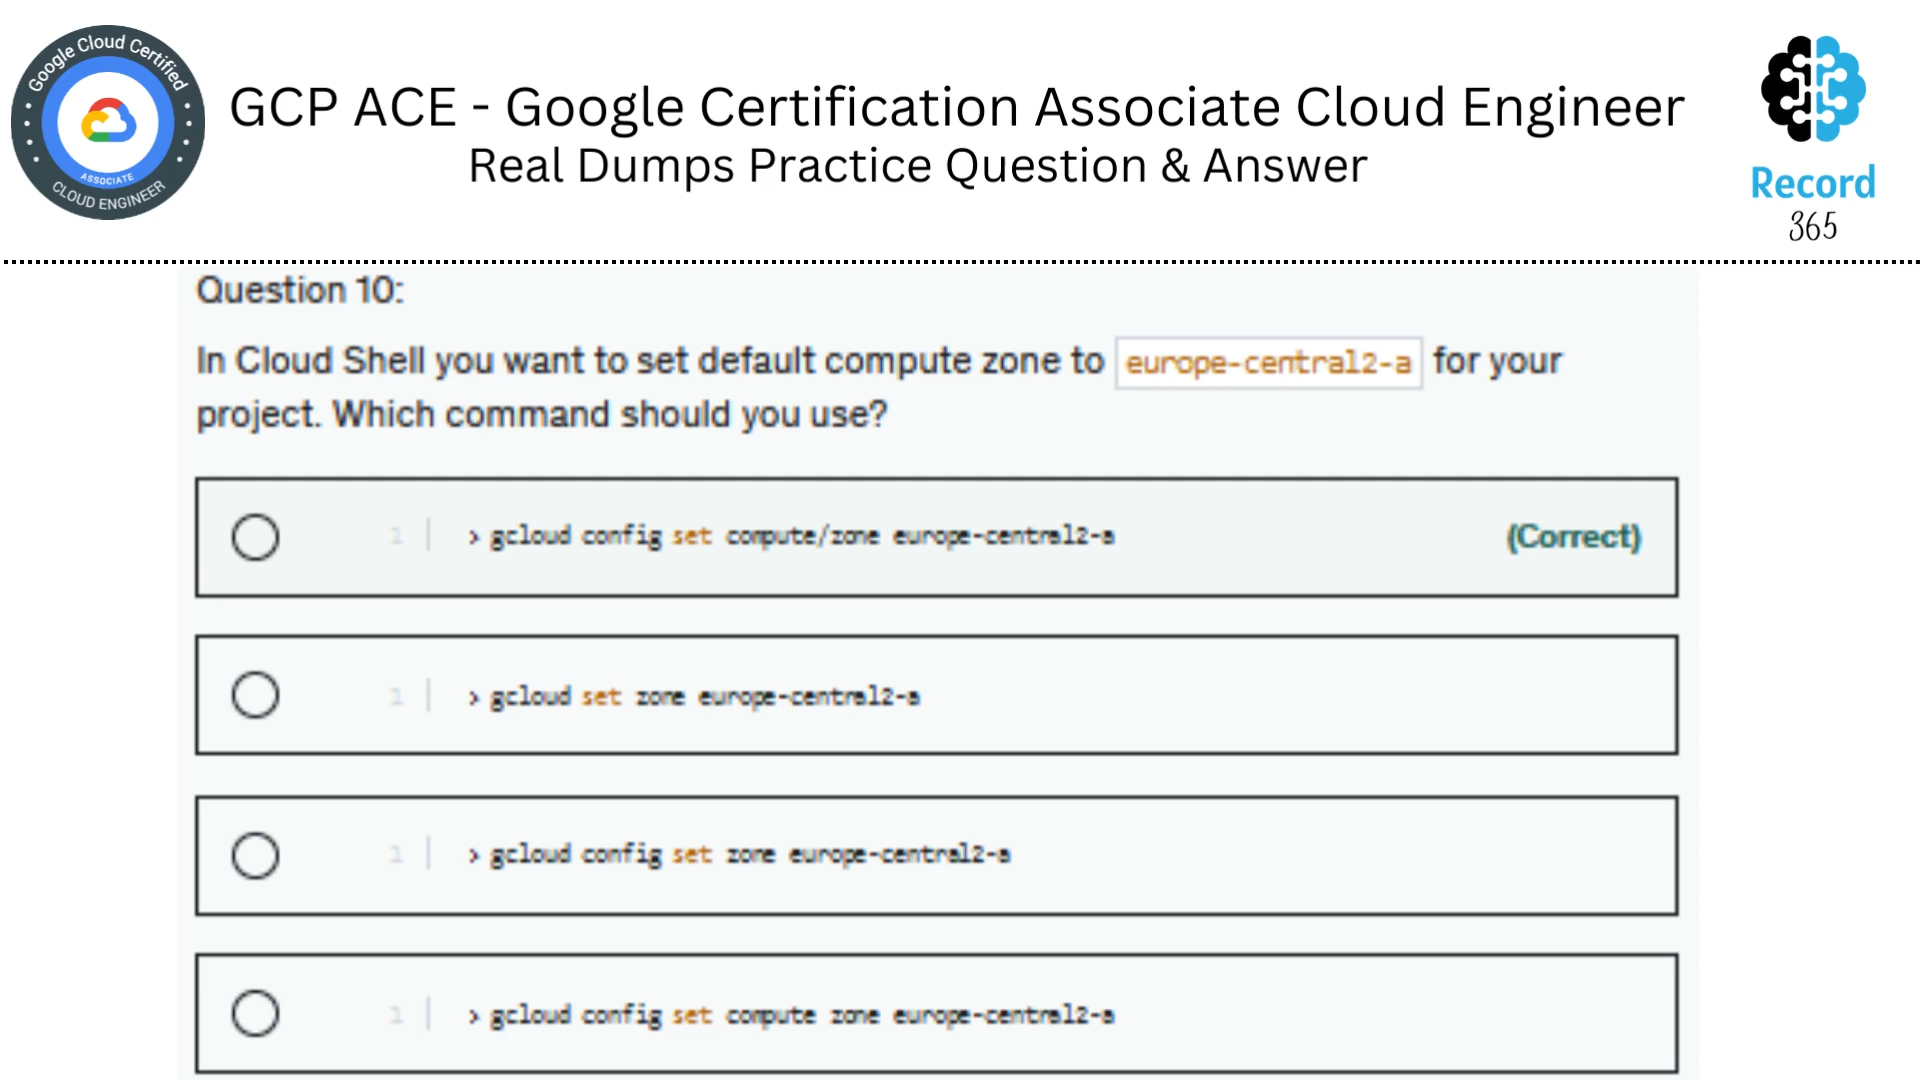 Google Cloud Certified
ASSOCIATE
CLOUD ENGINEER
GCP ACE - Google Certification Associate Cloud Engineer
Real Dumps Practice Question & Answer
Record
365
Question 10:
In Cloud Shell you want to set default compute zone to europe-central2-a for your
project. Which command should you use?
1 > gcloud config set compute/zone europe-central2-a (Correct)
1 > gcloud set zone europe-central2-a
1 > gcloud config set zone europe-central2-a
1 > gcloud config set compute zone europe-central2-a